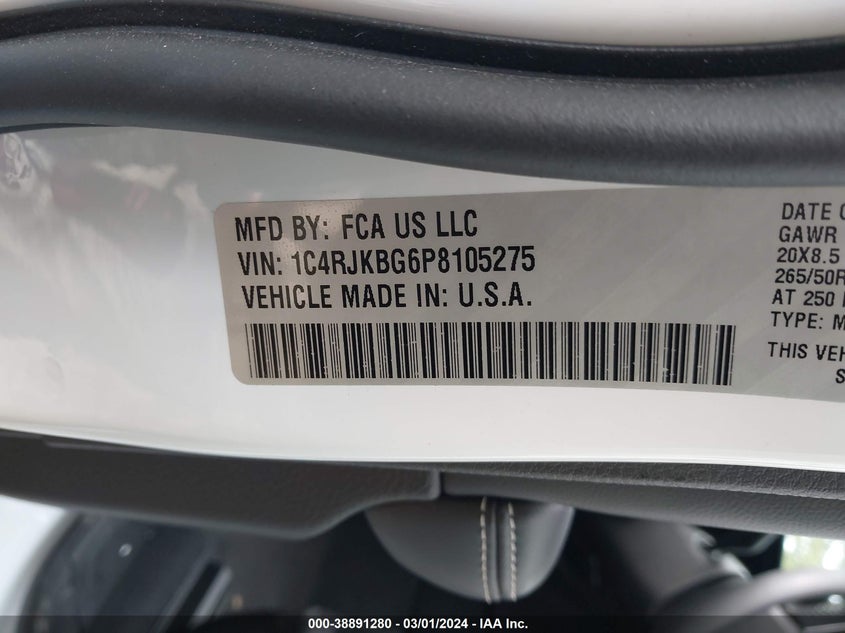 MFD BY: FCA US LLC
VIN: 1C4RJKBG6P8105275
VEHICLE MADE IN: U.S.A.
DATE O
GAWR
20X8.5
265/50R
AT 250
TYPE: M
THIS VEH
S
000-38891280 - 03/01/2024 - IAA Inc.